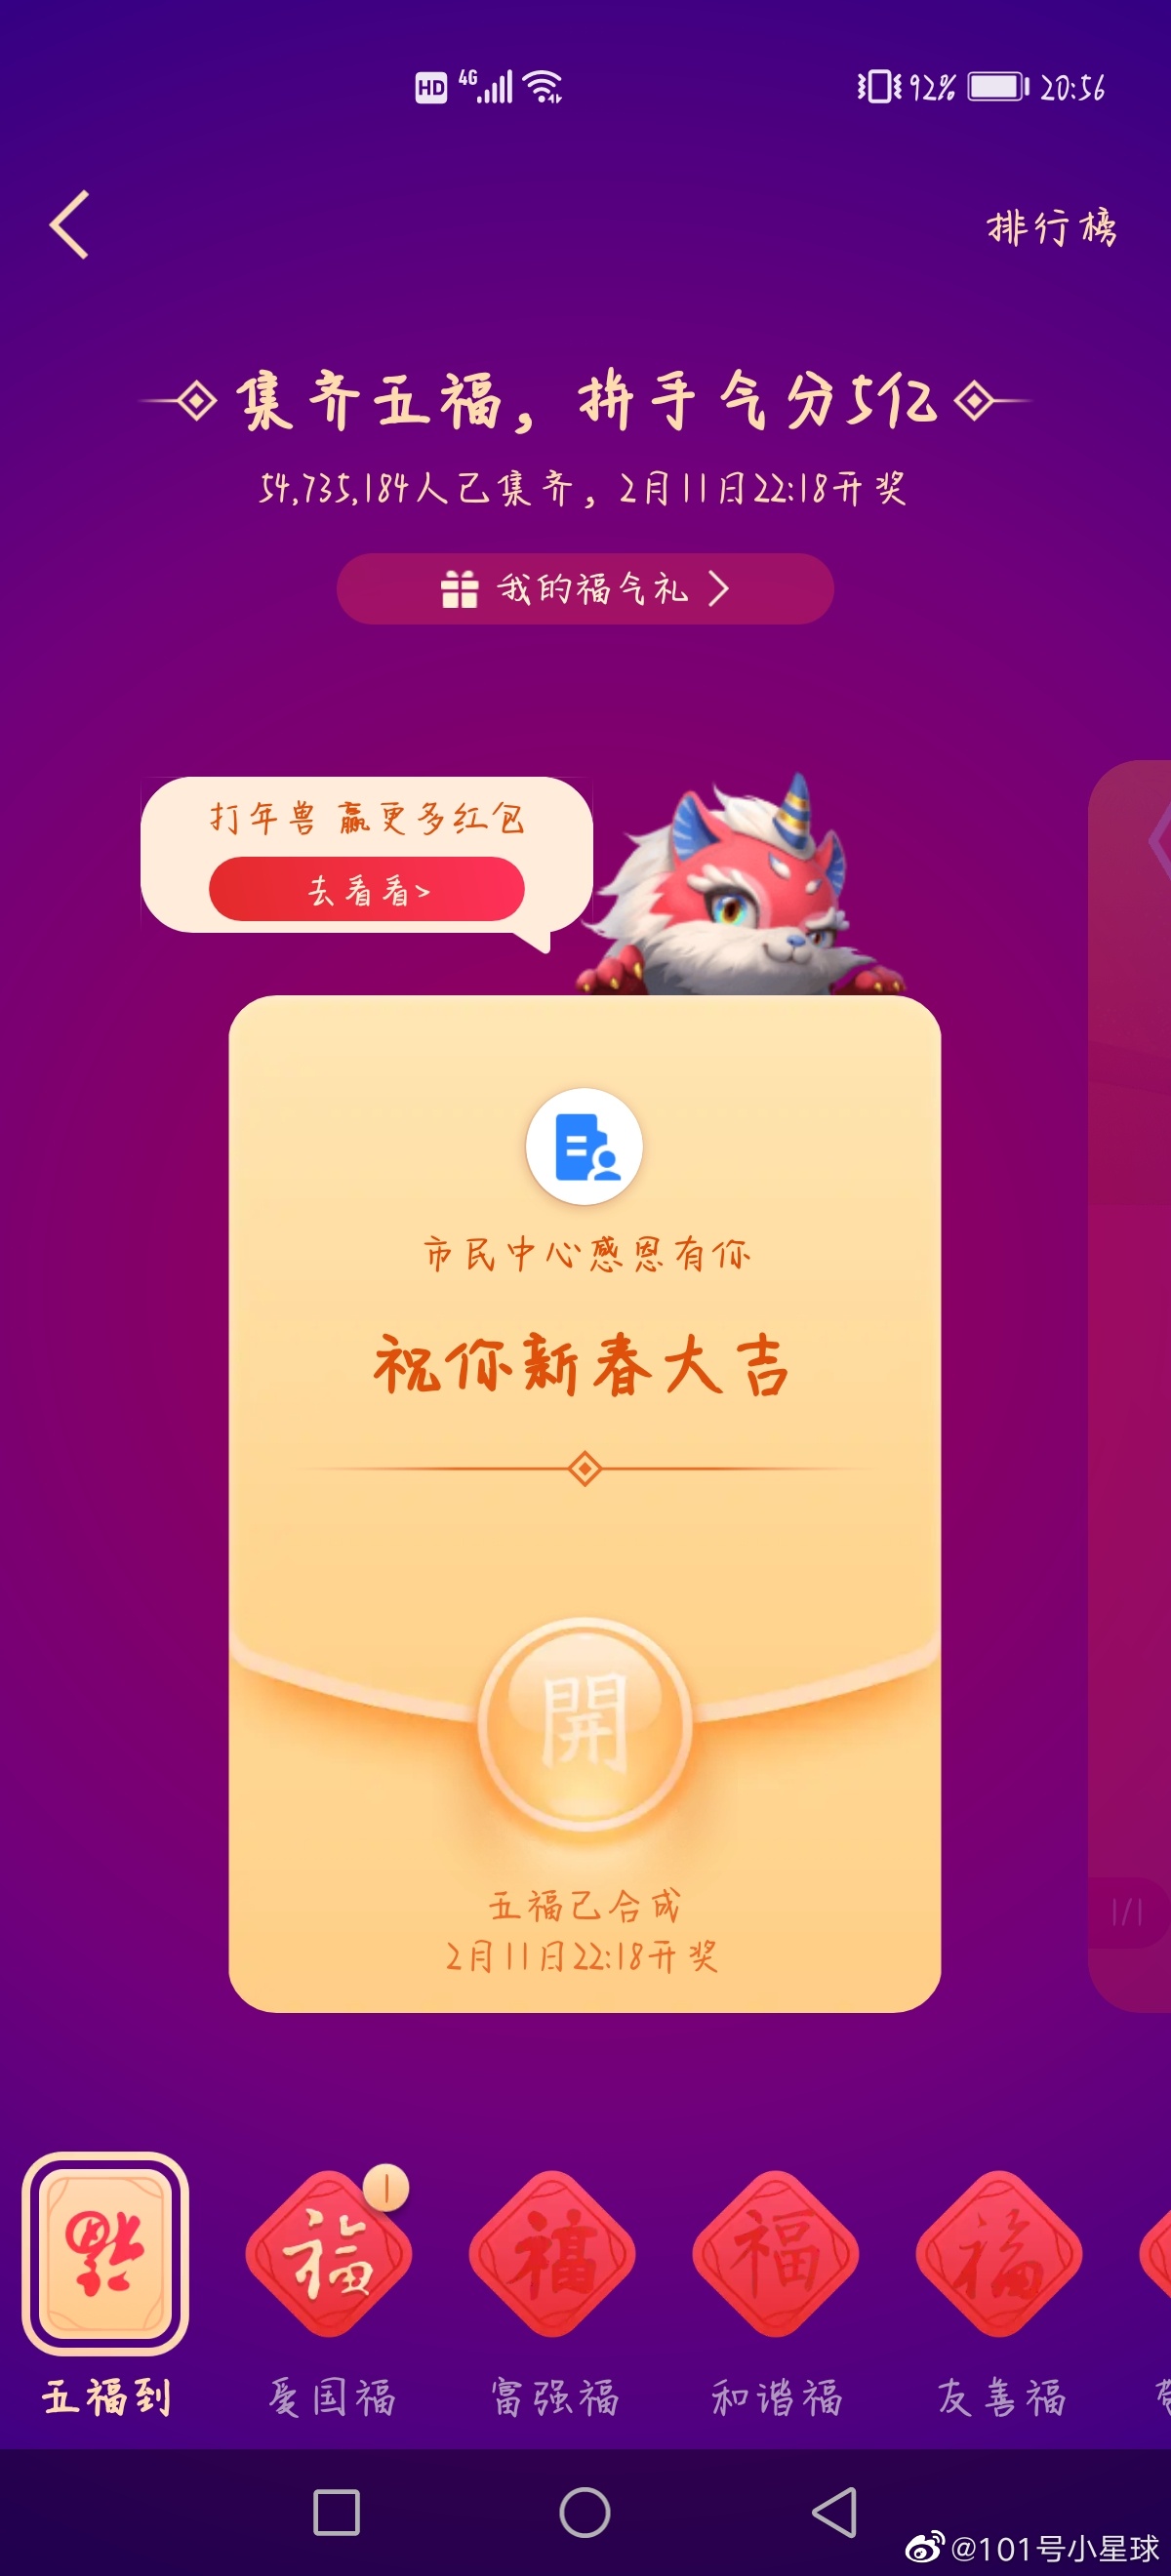 HD 4G 92% 20:56
排行榜
集齐五福，拼手气分5亿
54,735,184人已集齐，2月11日22:18开奖
我的福气礼
打年兽 赢更多红包
去看看>
市民中心感恩有你
祝你新春大吉
開
五福已合成
2月11日22:18开奖
1/1
福 福 1 福 福 福
五福到 爱国福 富强福 和谐福 友善福
@101号小星球